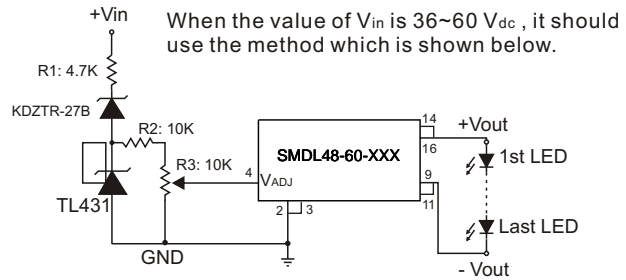 +Vin
When the value of Vin is 36~60 Vdc , it should
use the method which is shown below.
R1: 4.7K
KDZTR-27B
R2: 10K
R3: 10K
TL431
GND
4
VADJ
SMDL48-60-XXX
2
3
14
16
9
11
+Vout
1st LED
Last LED
- Vout